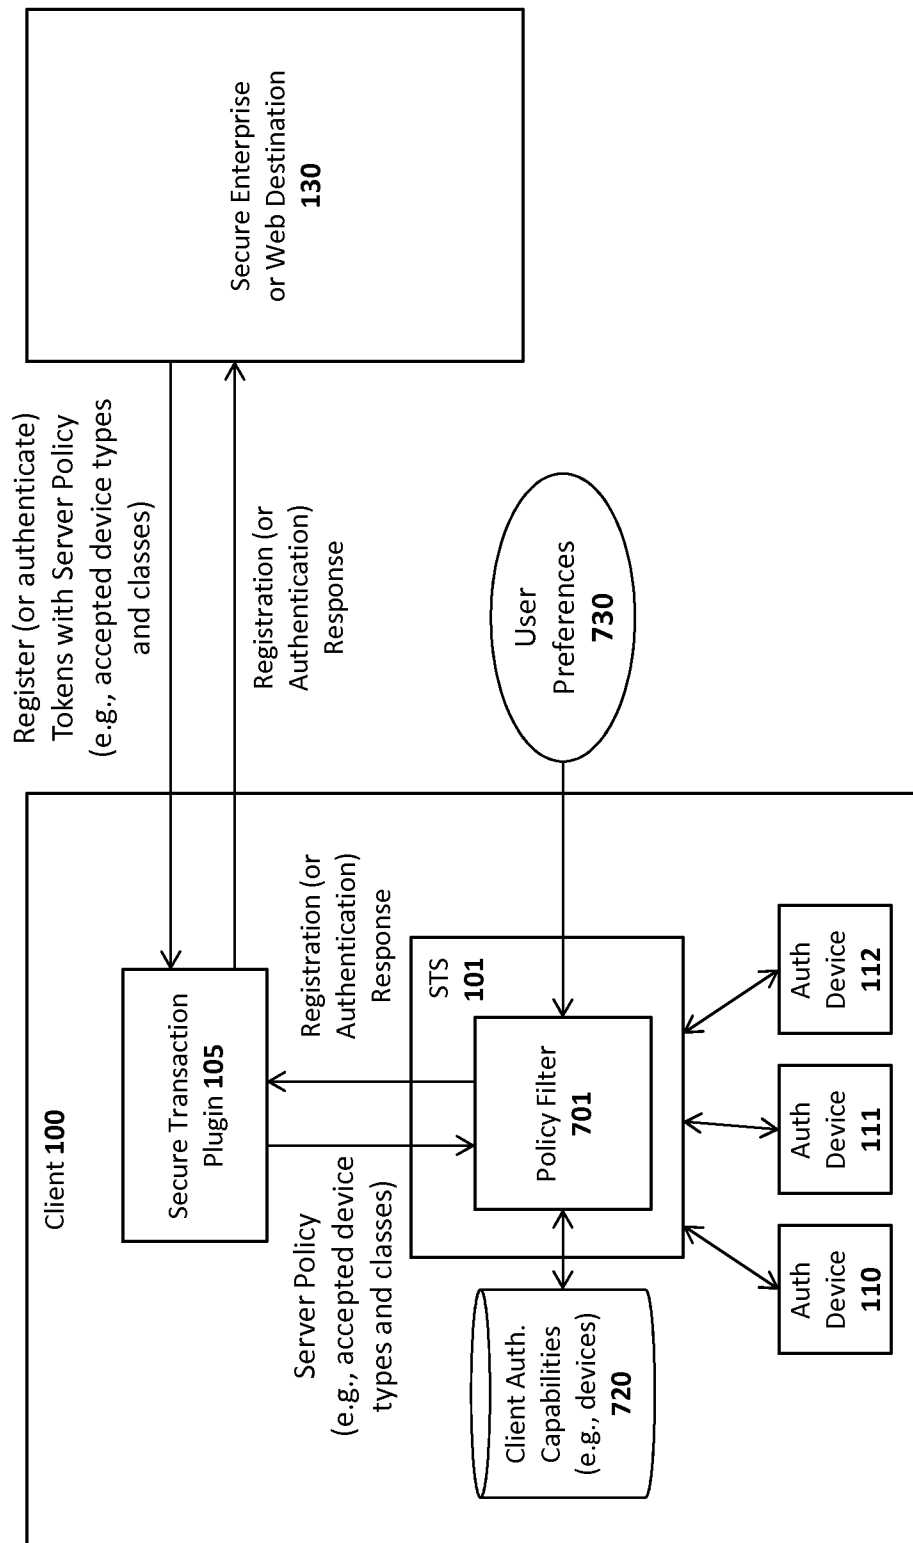 Client 100
Secure Transaction
Plugin 105
Register (or authenticate)
Tokens with Server Policy
(e.g., accepted device types
and classes)
Registration (or
Authentication)
Response
Secure Enterprise
or Web Destination
130
Server Policy
(e.g., accepted device
types and classes)
Registration (or
Authentication)
Response
STS
101
Policy Filter
701
Client Auth.
Capabilities
(e.g., devices)
720
User
Preferences
730
Auth
Device
110
Auth
Device
111
Auth
Device
112